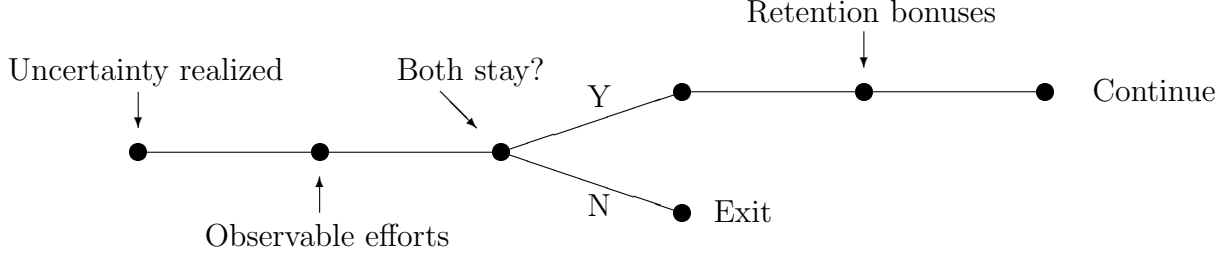 Retention bonuses
Uncertainty realized
Both stay?
Y
Continue
N
Exit
Observable efforts